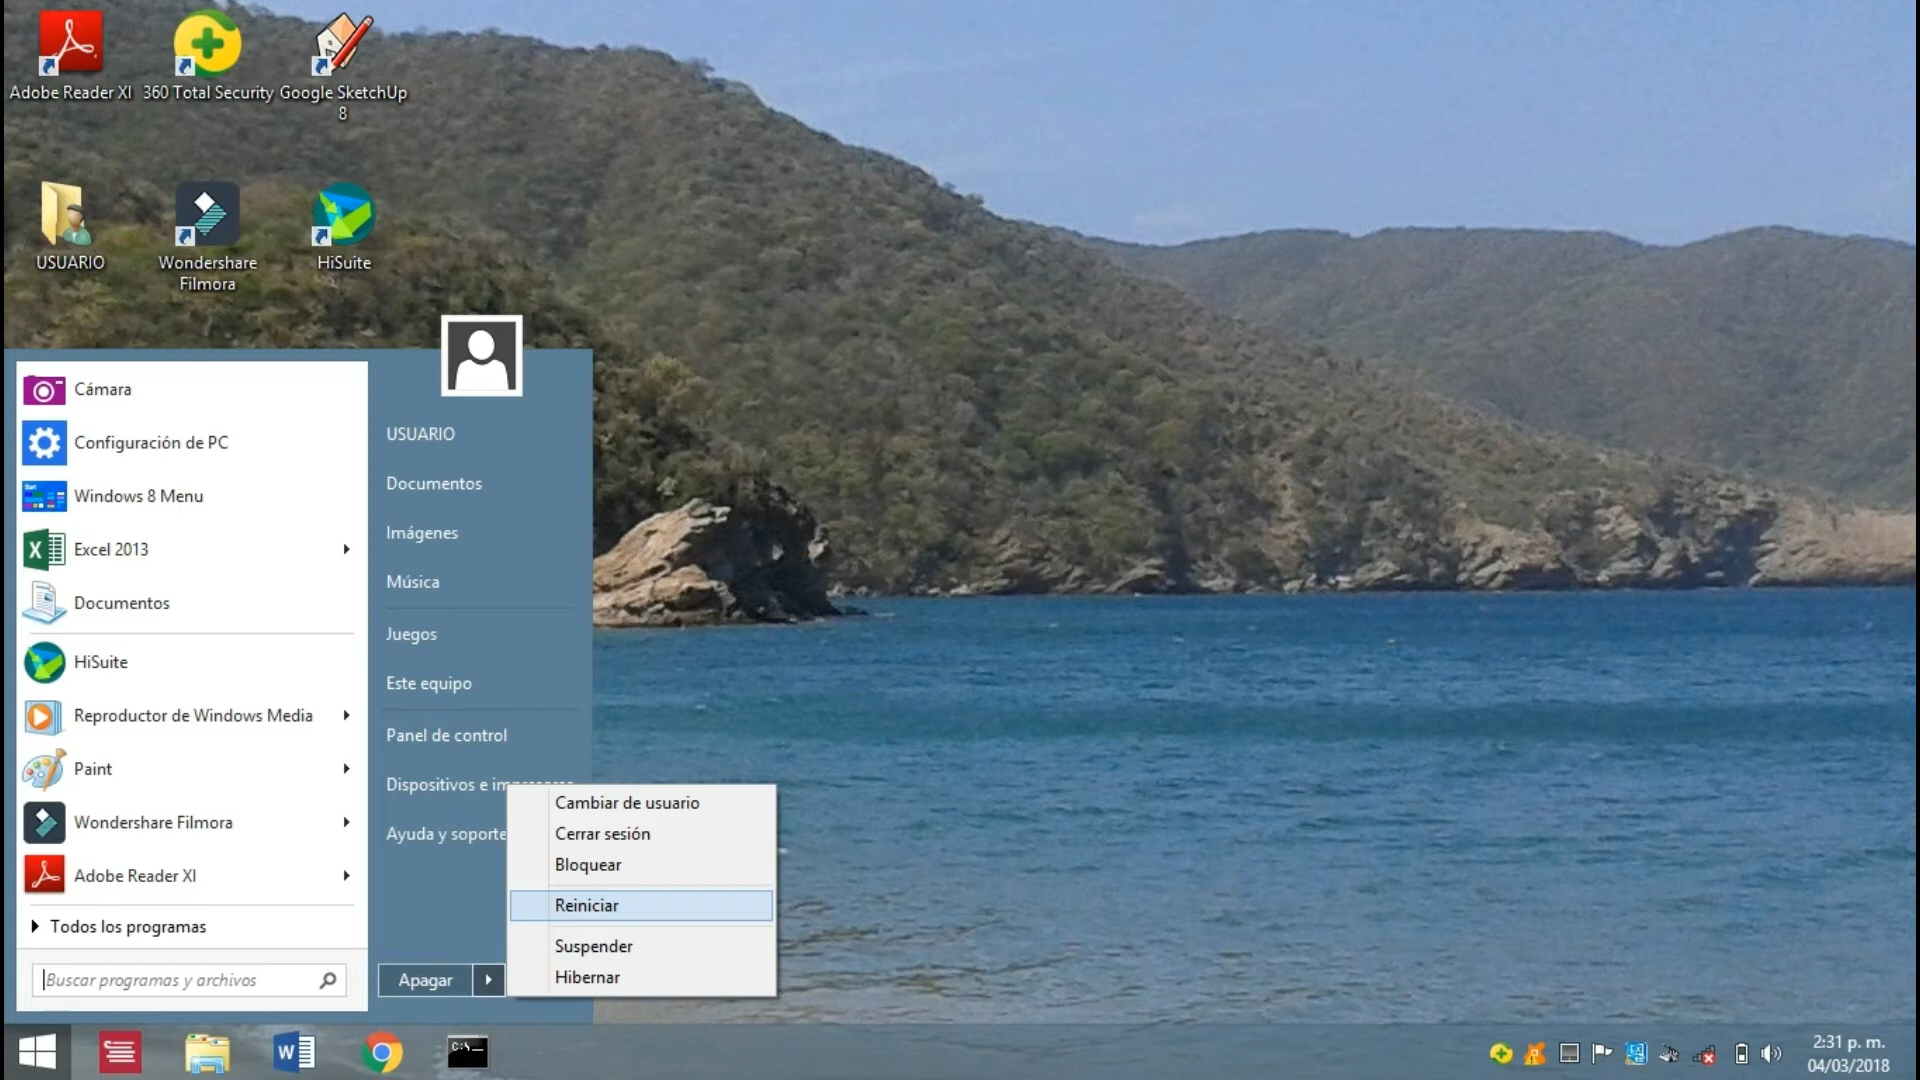 Adobe Reader XI
360 Total Security
Google SketchUp
8
USUARIO
Wondershare
Filmora
HiSuite
Cámara
Configuración de PC
Windows 8 Menu
Excel 2013
Documentos
HiSuite
Reproductor de Windows Media
Paint
Wondershare Filmora
Adobe Reader XI
Todos los programas
Buscar programas y archivos
USUARIO
Documentos
Imágenes
Música
Juegos
Este equipo
Panel de control
Dispositivos e
Ayuda y soporte
Apagar
Cambiar de usuario
Cerrar sesión
Bloquear
Reiniciar
Suspender
Hibernar
2:31 p. m.
04/03/2018